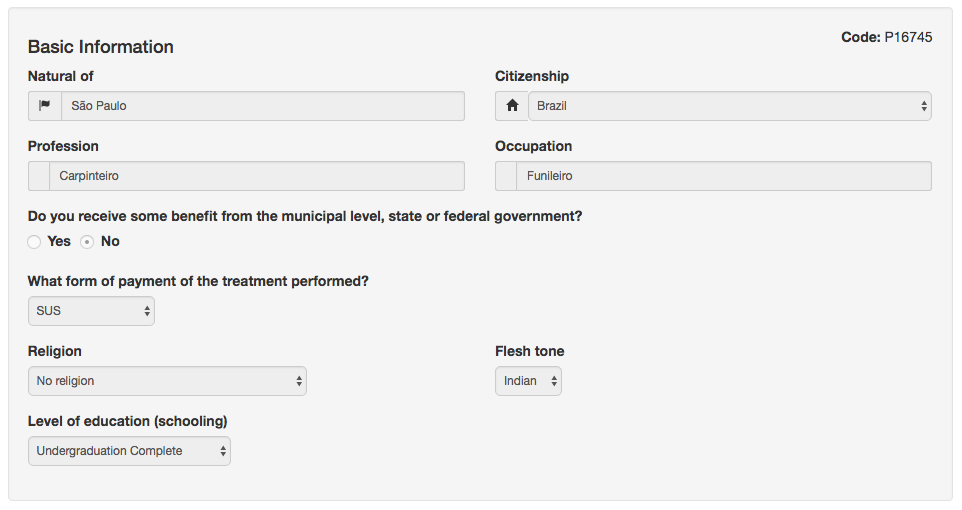 Code: P16745
Basic Information
Natural of
Citizenship
São Paulo
Brazil
Profession
Occupation
Carpinteiro
Funileiro
Do you receive some benefit from the municipal level, state or federal government?
Yes No
What form of payment of the treatment performed?
SUS
Religion
Flesh tone
No religion
Indian
Level of education (schooling)
Undergraduation Complete